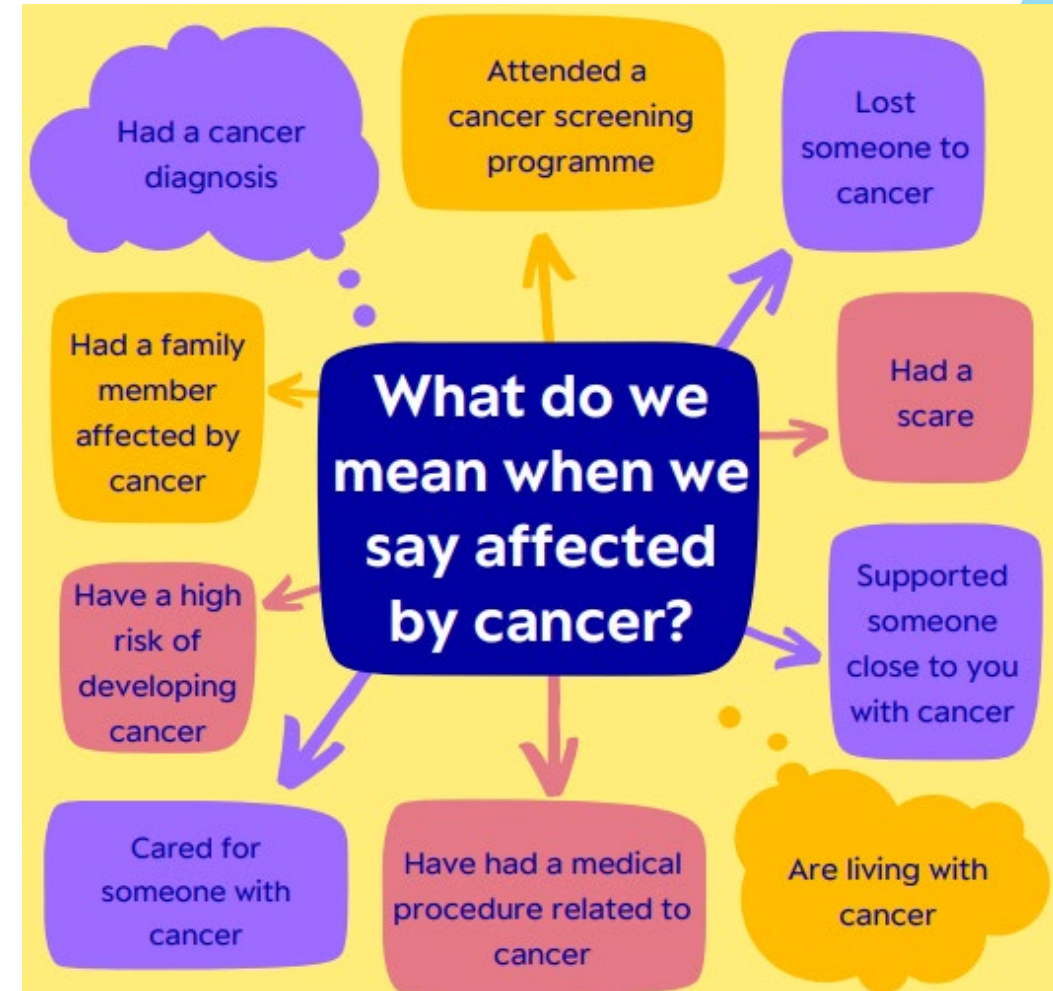 Had a cancer
diagnosis
Attended a
cancer screening
programme
Lost
someone to
cancer
Had a family
member
affected by
cancer
What do we
mean when we
say affected
by cancer?
Had a
scare
Have a high
risk of
developing
cancer
Supported
someone
close to you
with cancer
Cared for
someone with
cancer
Have had a medical
procedure related to
cancer
Are living with
cancer